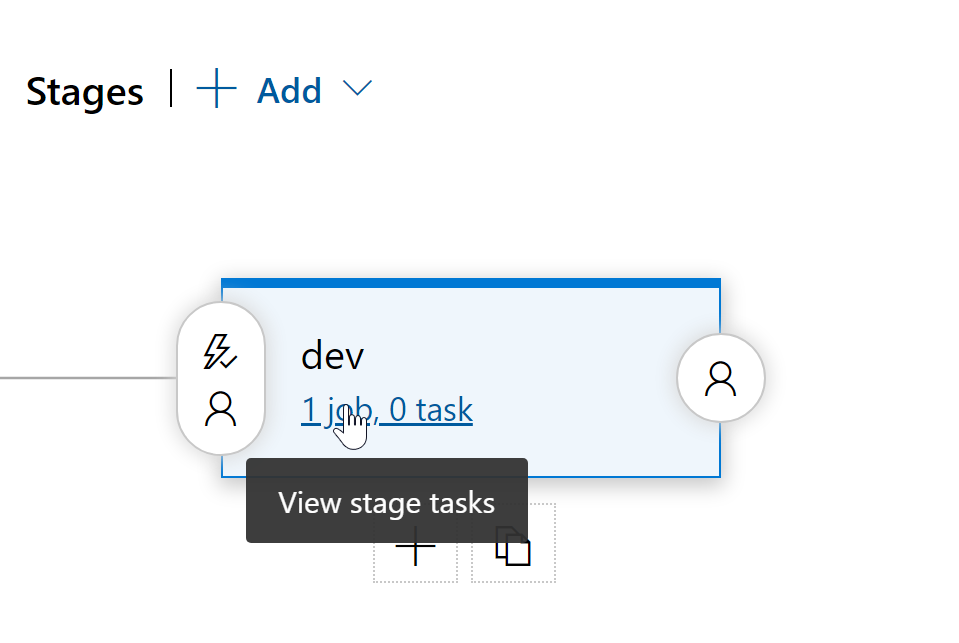 Stages | + Add
dev
1 job, 0 task
View stage tasks